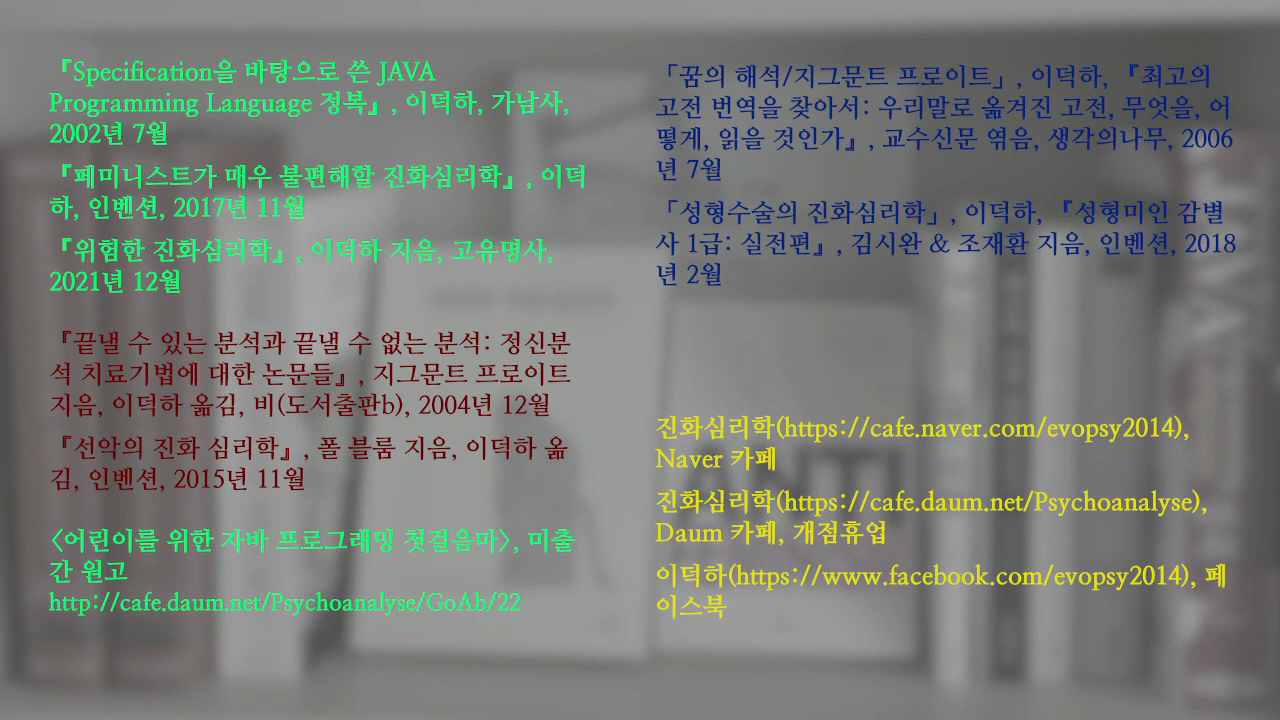 『Specification을 바탕으로 쓴 JAVA
Programming Language 정복』, 이덕하, 가남사,
2002년 7월
『페미니스트가 매우 불편해할 진화심리학』, 이덕
하, 인벤션, 2017년 11월
『위험한 진화심리학』, 이덕하 지음, 고유명사,
2021년 12월
『끝낼 수 있는 분석과 끝낼 수 없는 분석: 정신분
석 치료기법에 대한 논문들』, 지그문트 프로이트
지음, 이덕하 옮김, 비(도서출판b), 2004년 12월
『선악의 진화 심리학』, 폴 블룸 지음, 이덕하 옮
김, 인벤션, 2015년 11월
<어린이를 위한 자바 프로그래밍 첫걸음마>, 미출
간 원고
http://cafe.daum.net/Psychoanalyse/GoAb/22
「꿈의 해석/지그문트 프로이트」, 이덕하, 『최고의
고전 번역을 찾아서: 우리말로 옮겨진 고전, 무엇을, 어
떻게, 읽을 것인가』, 교수신문 엮음, 생각의나무, 2006
년 7월
「성형수술의 진화심리학」, 이덕하, 『성형미인 감별
사 1급: 실전편』, 김시완 & 조재환 지음, 인벤션, 2018
년 2월
진화심리학(https://cafe.naver.com/evopsy2014),
Naver 카페
진화심리학(https://cafe.daum.net/Psychoanalyse),
Daum 카페, 개점휴업
이덕하(https://www.facebook.com/evopsy2014), 페
이스북